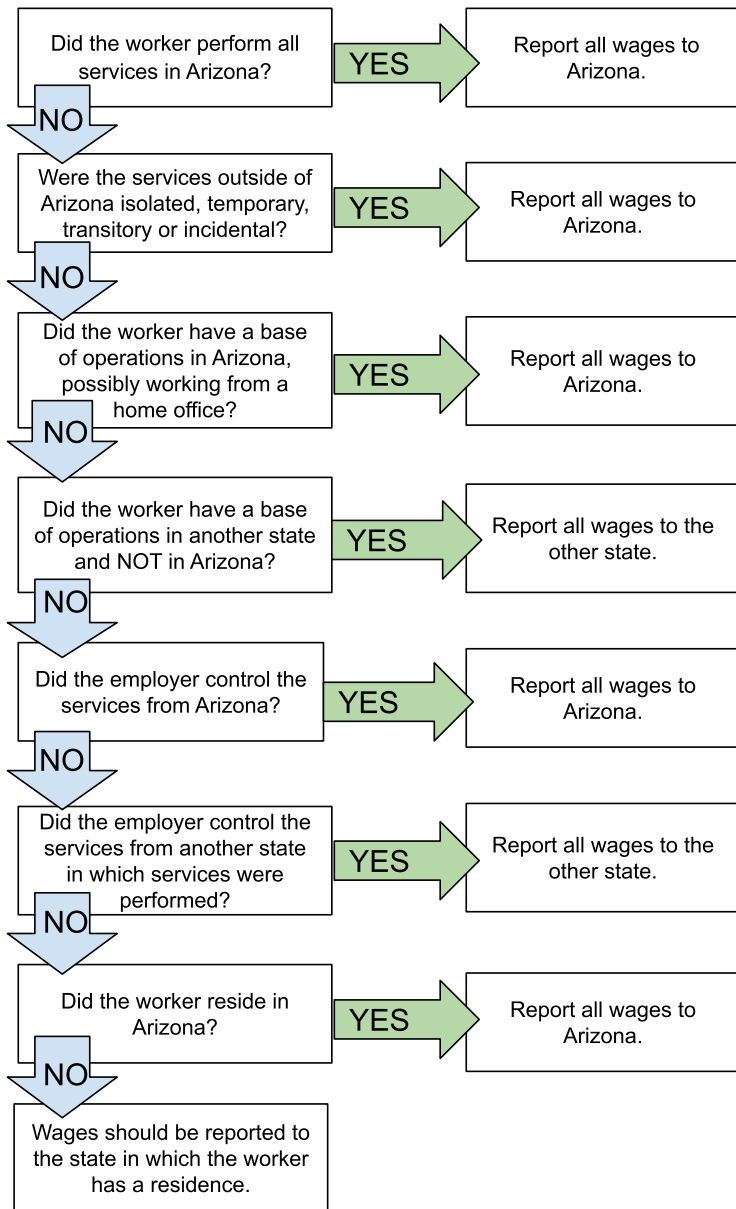 Did the worker perform all
services in Arizona?
YES
Report all wages to
Arizona.
NO
Were the services outside of
Arizona isolated, temporary,
transitory or incidental?
YES
Report all wages to
Arizona.
NO
Did the worker have a base
of operations in Arizona,
possibly working from a
home office?
YES
Report all wages to
Arizona.
NO
Did the worker have a base
of operations in another state
and NOT in Arizona?
YES
Report all wages to the
other state.
NO
Did the employer control the
services from Arizona?
YES
Report all wages to
Arizona.
NO
Did the employer control the
services from another state
in which services were
performed?
YES
Report all wages to the
other state.
NO
Did the worker reside in
Arizona?
YES
Report all wages to
Arizona.
NO
Wages should be reported to
the state in which the worker
has a residence.